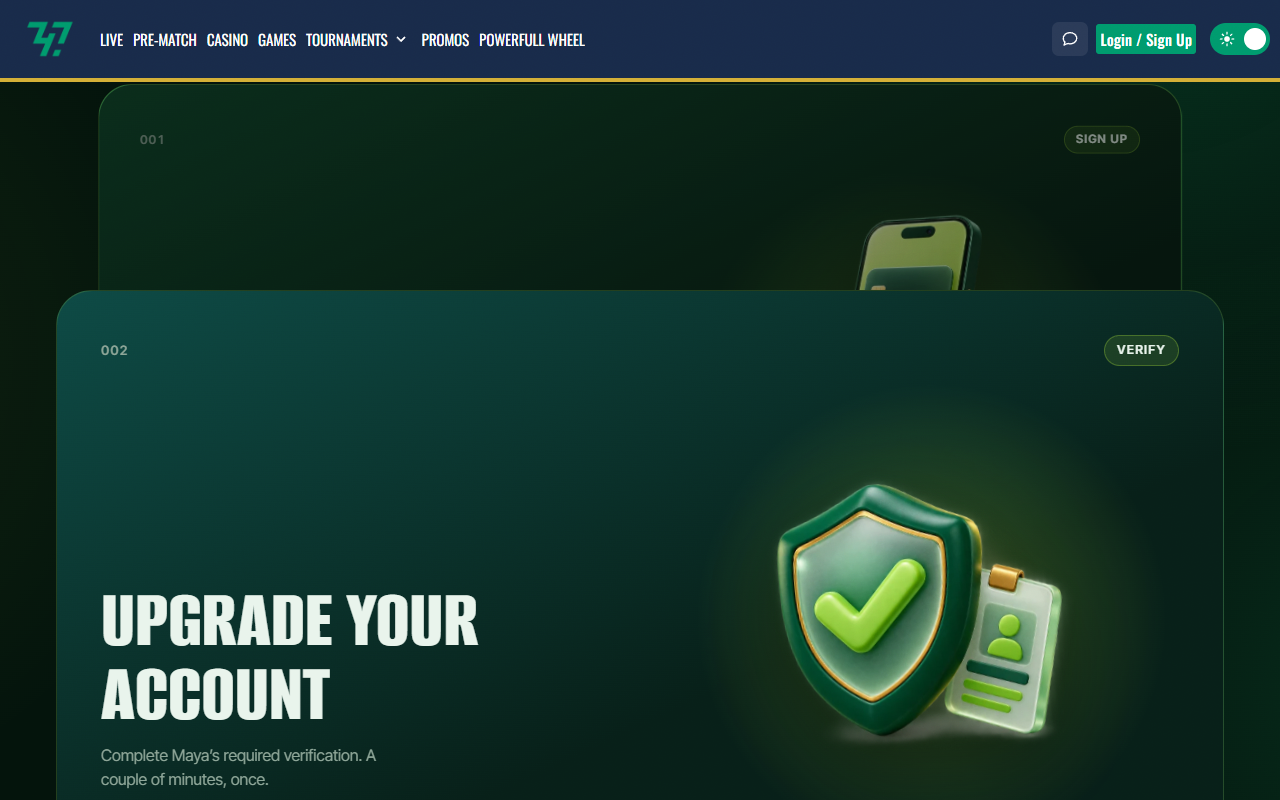 747
LIVE PRE-MATCH CASINO GAMES TOURNAMENTS PROMOS POWERFULL WHEEL
Login / Sign Up
001
SIGN UP
002
VERIFY
UPGRADE YOUR
ACCOUNT
Complete Maya’s required verification. A
couple of minutes, once.